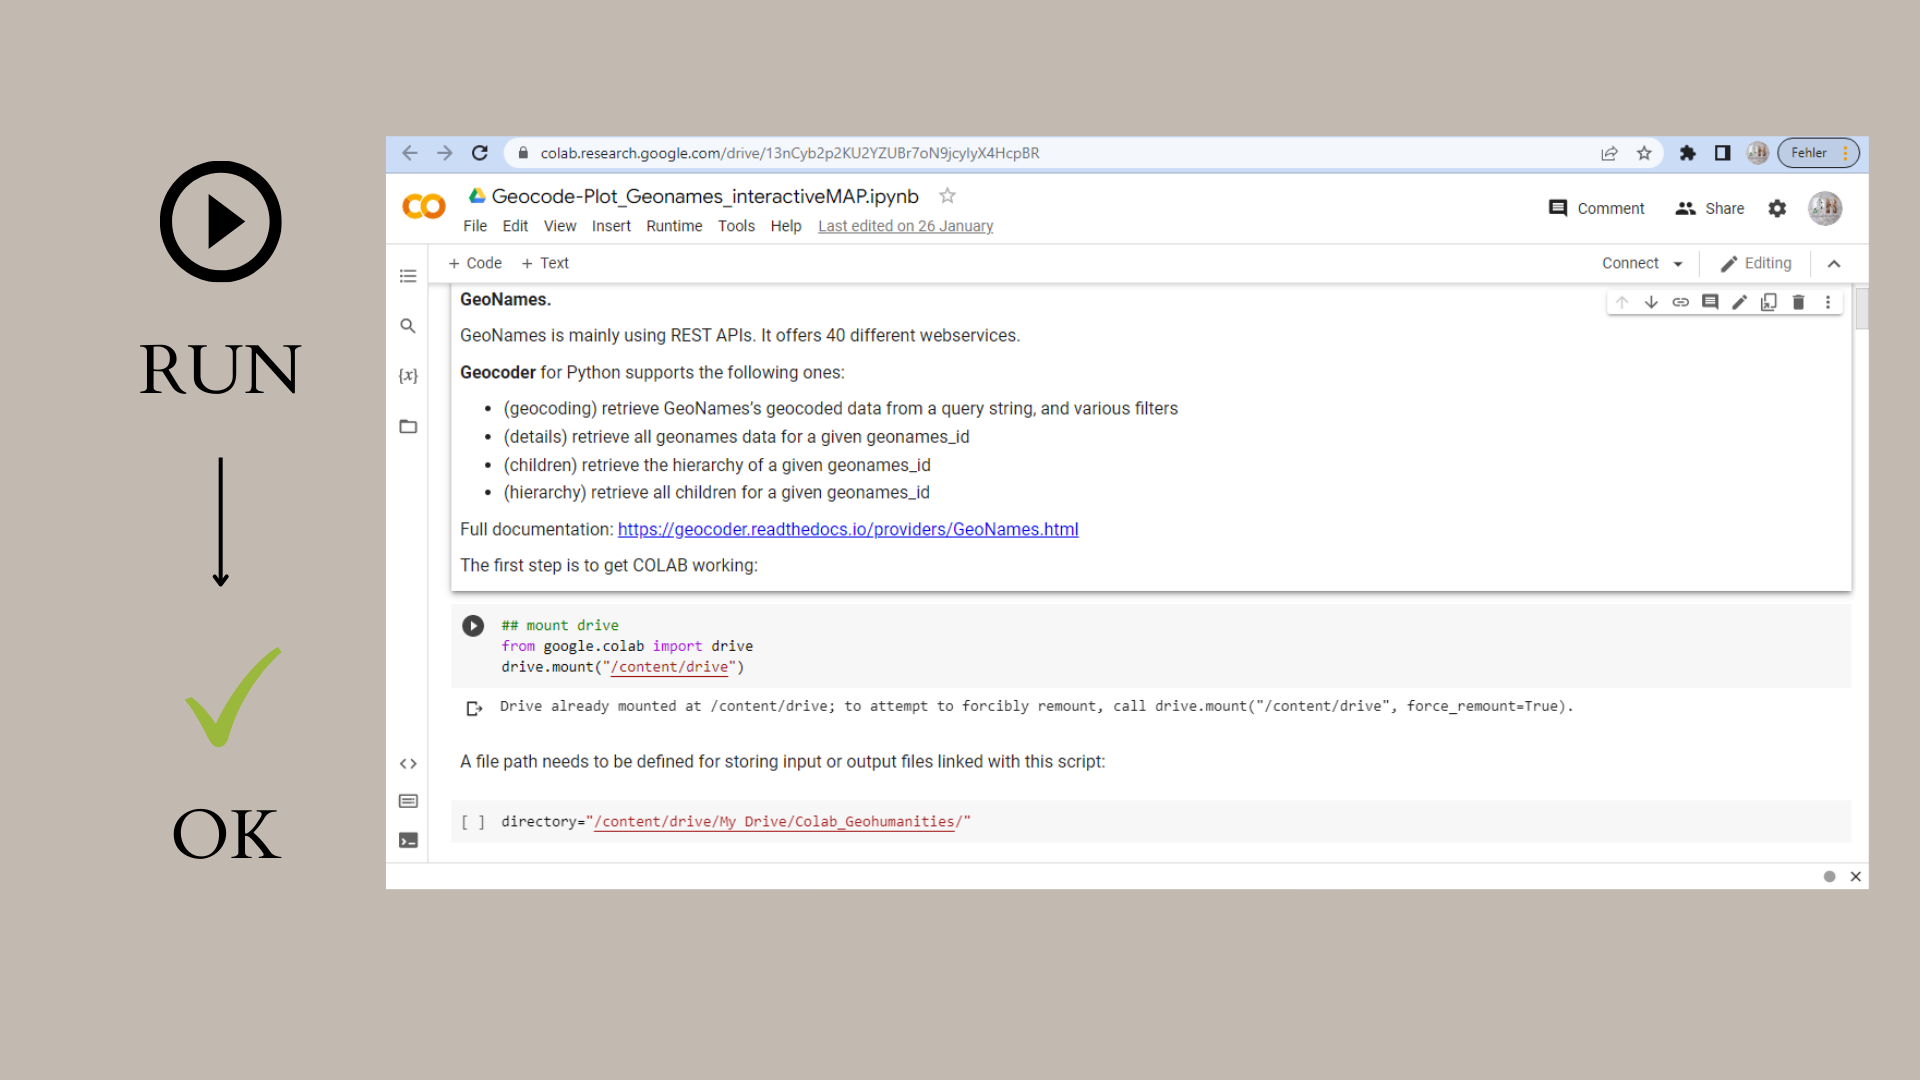 RUN
OK
colab.research.google.com/drive/13nCyb2p2KU2YZUBr7oN9jcylyX4HcpBR
Fehler
Geocode-Plot_Geonames_interactiveMAP.ipynb
File Edit View Insert Runtime Tools Help Last edited on 26 January
Comment Share
+ Code + Text
Connect Editing
GeoNames.
GeoNames is mainly using REST APIs. It offers 40 different webservices.
Geocoder for Python supports the following ones:
• (geocoding) retrieve GeoNames's geocoded data from a query string, and various filters
• (details) retrieve all geonames data for a given geonames_id
• (children) retrieve the hierarchy of a given geonames_id
• (hierarchy) retrieve all children for a given geonames_id
Full documentation: https://geocoder.readthedocs.io/providers/GeoNames.html
The first step is to get COLAB working:
## mount drive
from google.colab import drive
drive.mount("/content/drive")
Drive already mounted at /content/drive; to attempt to forcibly remount, call drive.mount("/content/drive", force_remount=True).
A file path needs to be defined for storing input or output files linked with this script:
[ ] directory="/content/drive/My Drive/Colab_Geohumanities/"